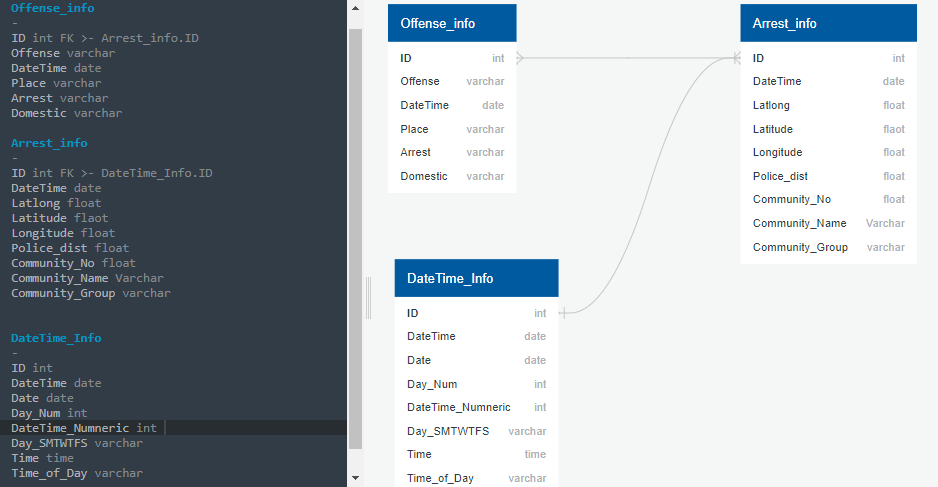 Offense_info
-
ID int FK >- Arrest_info.ID
Offense varchar
DateTime date
Place varchar
Arrest varchar
Domestic varchar
Arrest_info
-
ID int FK >- DateTime_Info.ID
DateTime date
Latlong float
Latitude flaot
Longitude float
Police_dist float
Community_No float
Community_Name Varchar
Community_Group varchar
DateTime_Info
-
ID int
DateTime date
Date date
Day_Num int
DateTime_Numneric int
Day_SMTWTFS varchar
Time time
Time_of_Day varchar
Offense_info
ID int
Offense varchar
DateTime date
Place varchar
Arrest varchar
Domestic varchar
Arrest_info
ID int
DateTime date
Latlong float
Latitude flaot
Longitude float
Police_dist float
Community_No float
Community_Name Varchar
Community_Group varchar
DateTime_Info
ID int
DateTime date
Date date
Day_Num int
DateTime_Numneric int
Day_SMTWTFS varchar
Time time
Time_of_Day varchar